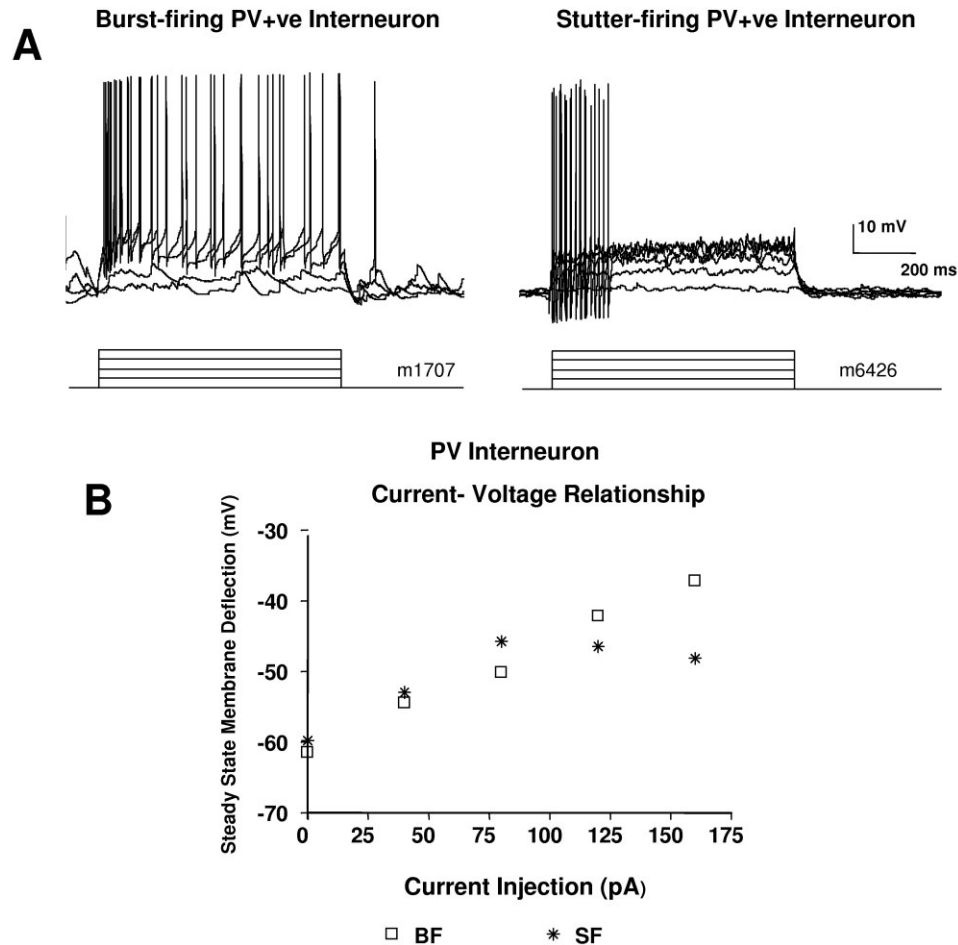 Burst-firing PV+ve Interneuron
Stutter-firing PV+ve Interneuron
A
10 mV
200 ms
m1707
m6426
PV Interneuron
B
Current- Voltage Relationship
Steady State Membrane Deflection (mV)
-30
-40
-50
-60
-70
0 25 50 75 100 125 150 175
Current Injection (pA)
BF SF